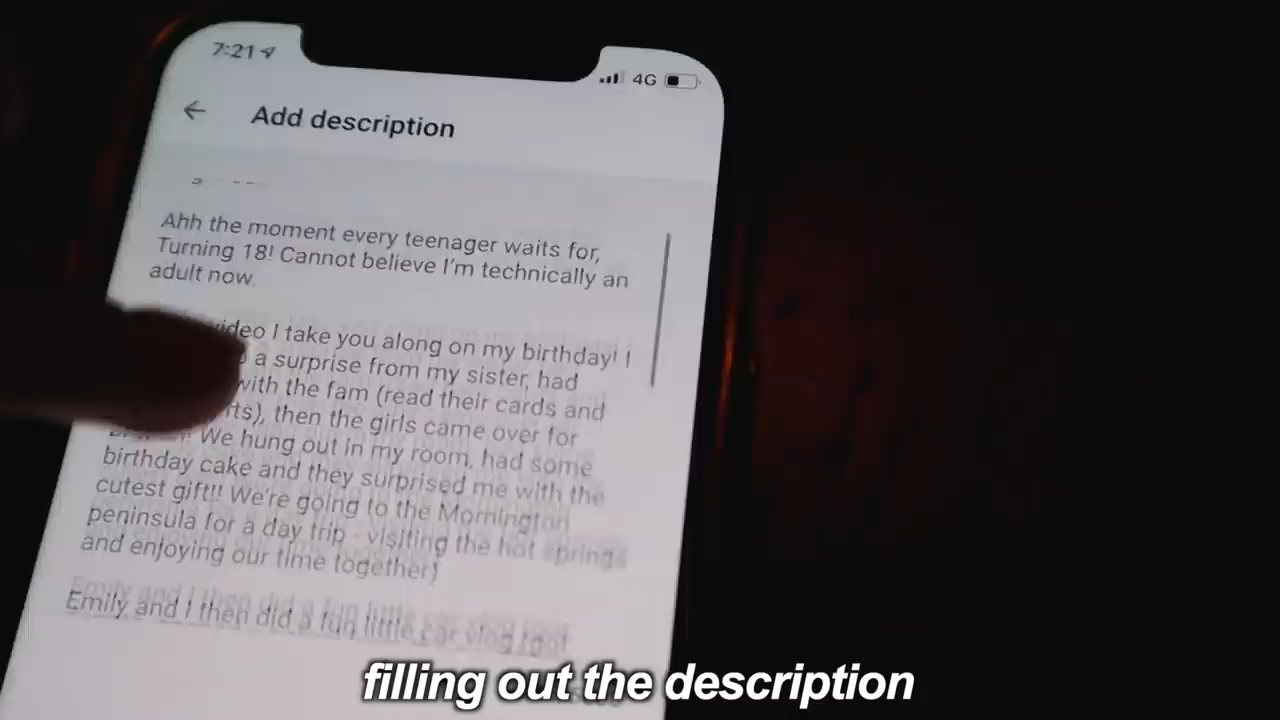 7:21
4G
Add description
Ahh the moment every teenager waits for,
Turning 18! Cannot believe I'm technically an
adult now.
video I take you along on my birthday! I
a surprise from my sister, had
with the fam (read their cards and
then the girls came over for
We hung out in my room, had some
birthday cake and they surprised me with the
cutest gift!! We're going to the Mornington
peninsula for a day trip - visiting the hot springs
and enjoying our time together)
Emily and I then did a fun little car vlog
filling out the description